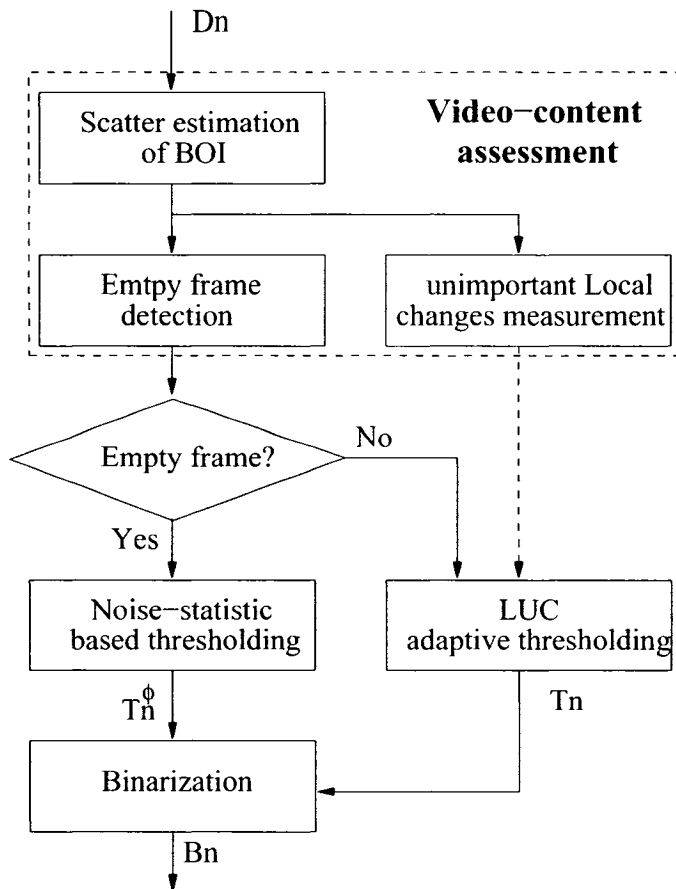 Dn
Scatter estimation
of BOI
Video−content
assessment
Emtpy frame
detection
unimportant Local
changes measurement
Empty frame?
No
Yes
Noise−statistic
based thresholding
LUC
adaptive thresholding
Tn^ϕ
Tn
Binarization
Bn